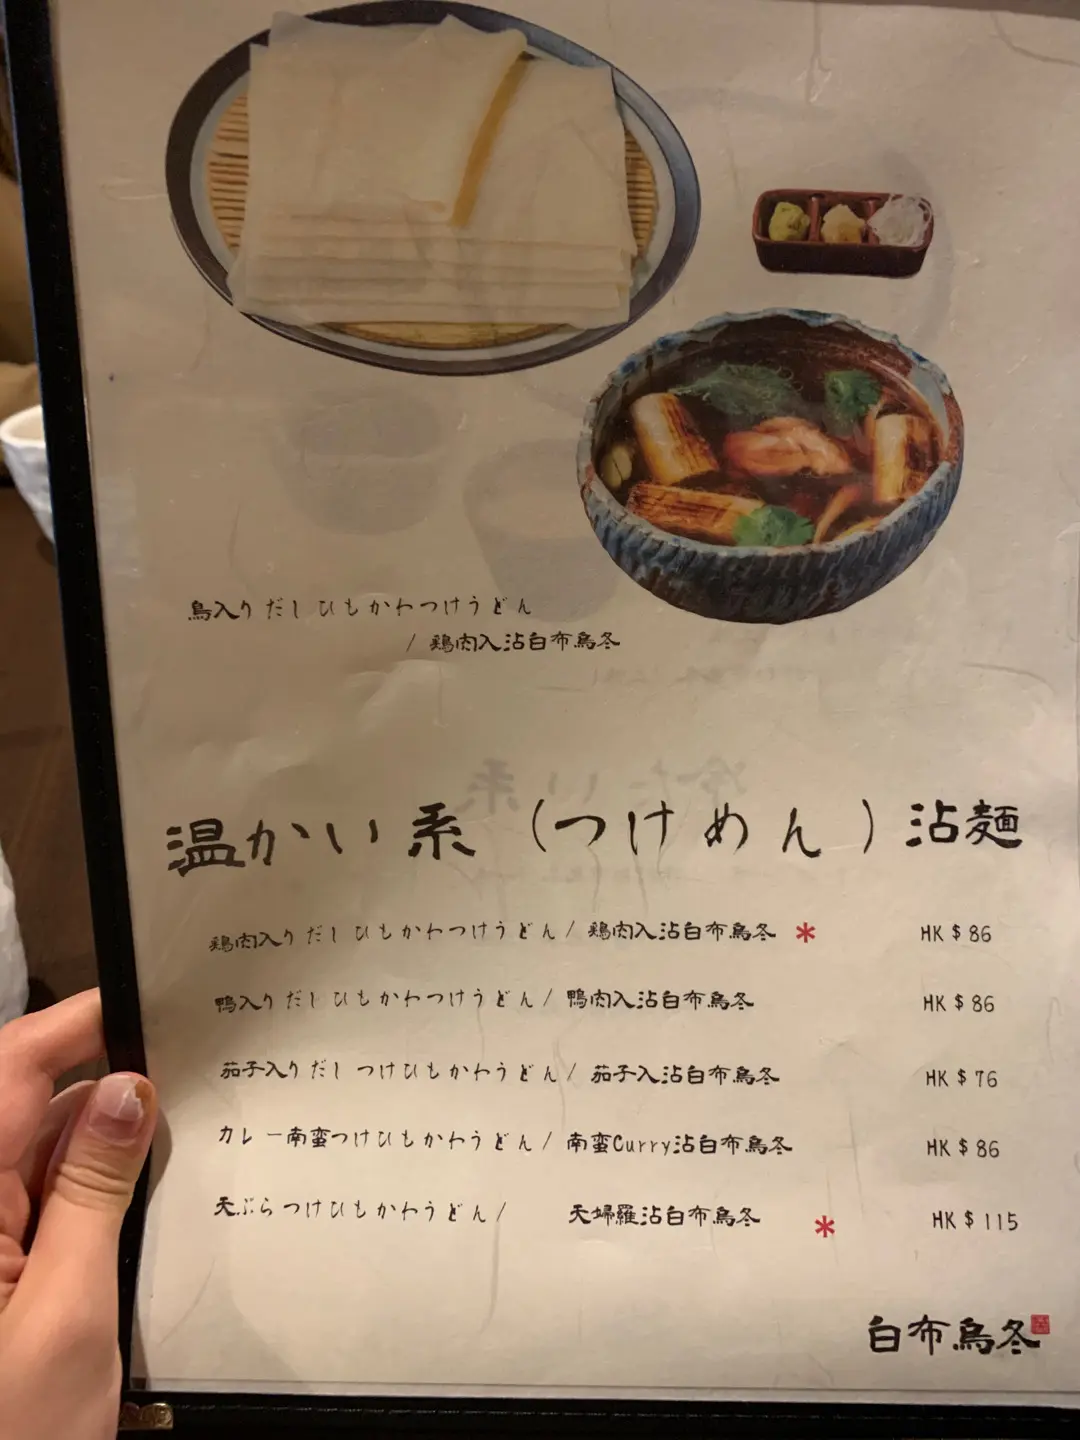 鳥入りだしひもかわつけうどん
/ 鶏肉入沾白布烏冬
温かい系（つけめん）沾麺
鶏肉入りだしひもかわつけうどん/ 鶏肉入沾白布烏冬 * HK＄86
鴨入りだしひもかわつけうどん/ 鴨肉入沾白布烏冬 HK＄86
茄子入りだしつけひもかわうどん/ 茄子入沾白布烏冬 HK＄76
カレー南蛮つけひもかわうどん/ 南蛮Curry沾白布烏冬 HK＄86
天ぷらつけひもかわうどん/ 天婦羅沾白布烏冬 * HK＄115
白布烏冬